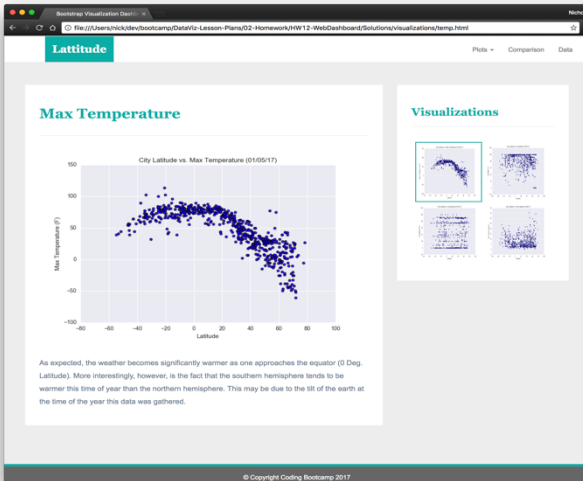 Bootstrap Visualization Dashb
Nicho
file:///Users/nick/dev/bootcamp/DataViz-Lesson-Plans/02-Homework/HW12-WebDashboard/Solutions/visualizations/temp.html
Lattitude
Plots
Comparison
Data
Max Temperature
City Latitude vs. Max Temperature (01/05/17)
Max Temperature (F)
150
100
50
0
−50
−100
−80 −60 −40 −20 0 20 40 60 80 100
Latitude
As expected, the weather becomes significantly warmer as one approaches the equator (0 Deg.
Latitude). More interestingly, however, is the fact that the southern hemisphere tends to be
warmer this time of year than the northern hemisphere. This may be due to the tilt of the earth at
the time of the year this data was gathered.
Visualizations
© Copyright Coding Bootcamp 2017